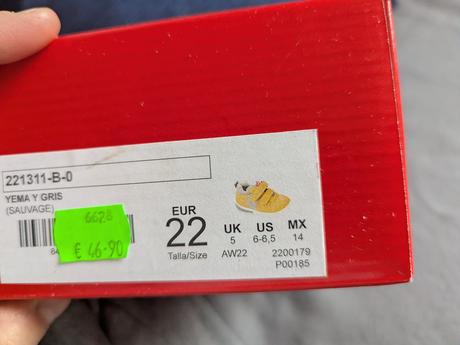 221311-B-0
YEMA Y GRIS
(SAUVAGE)
6628
€ 46-90
EUR
22
Talla/Size
UK US MX
5 6-6,5 14
AW22 2200179
P00185